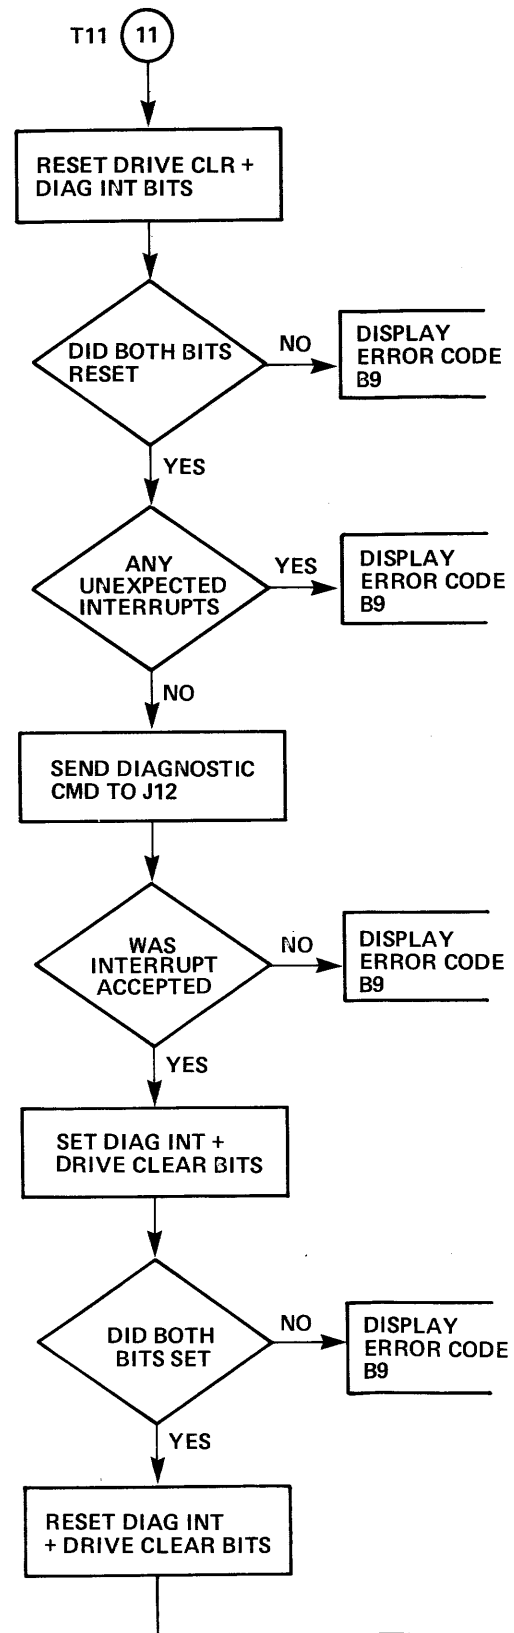 T11 11
RESET DRIVE CLR +
DIAG INT BITS
DID BOTH BITS
RESET
NO
DISPLAY
ERROR CODE
B9
YES
ANY
UNEXPECTED
INTERRUPTS
YES
DISPLAY
ERROR CODE
B9
NO
SEND DIAGNOSTIC
CMD TO J12
WAS
INTERRUPT
ACCEPTED
NO
DISPLAY
ERROR CODE
B9
YES
SET DIAG INT +
DRIVE CLEAR BITS
DID BOTH
BITS SET
NO
DISPLAY
ERROR CODE
B9
YES
RESET DIAG INT
+ DRIVE CLEAR BITS